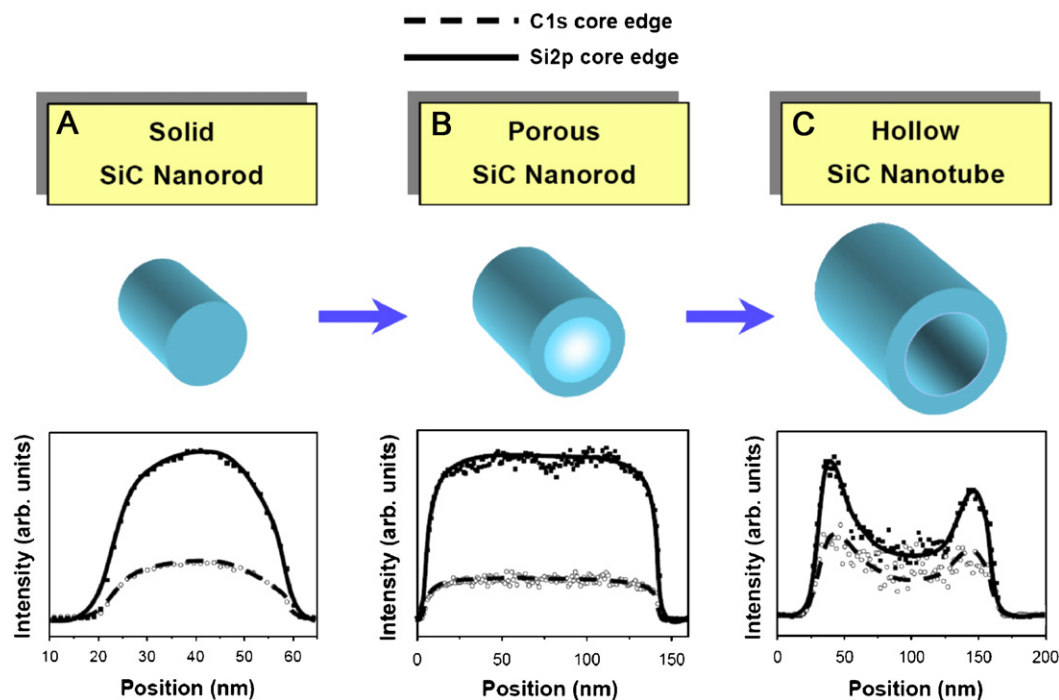 C1s core edge
Si2p core edge
A
Solid
SiC Nanorod
B
Porous
SiC Nanorod
C
Hollow
SiC Nanotube
Intensity (arb. units)
10 20 30 40 50 60
Position (nm)
Intensity (arb. units)
0 50 100 150
Position (nm)
Intensity (arb. units)
0 50 100 150 200
Position (nm)